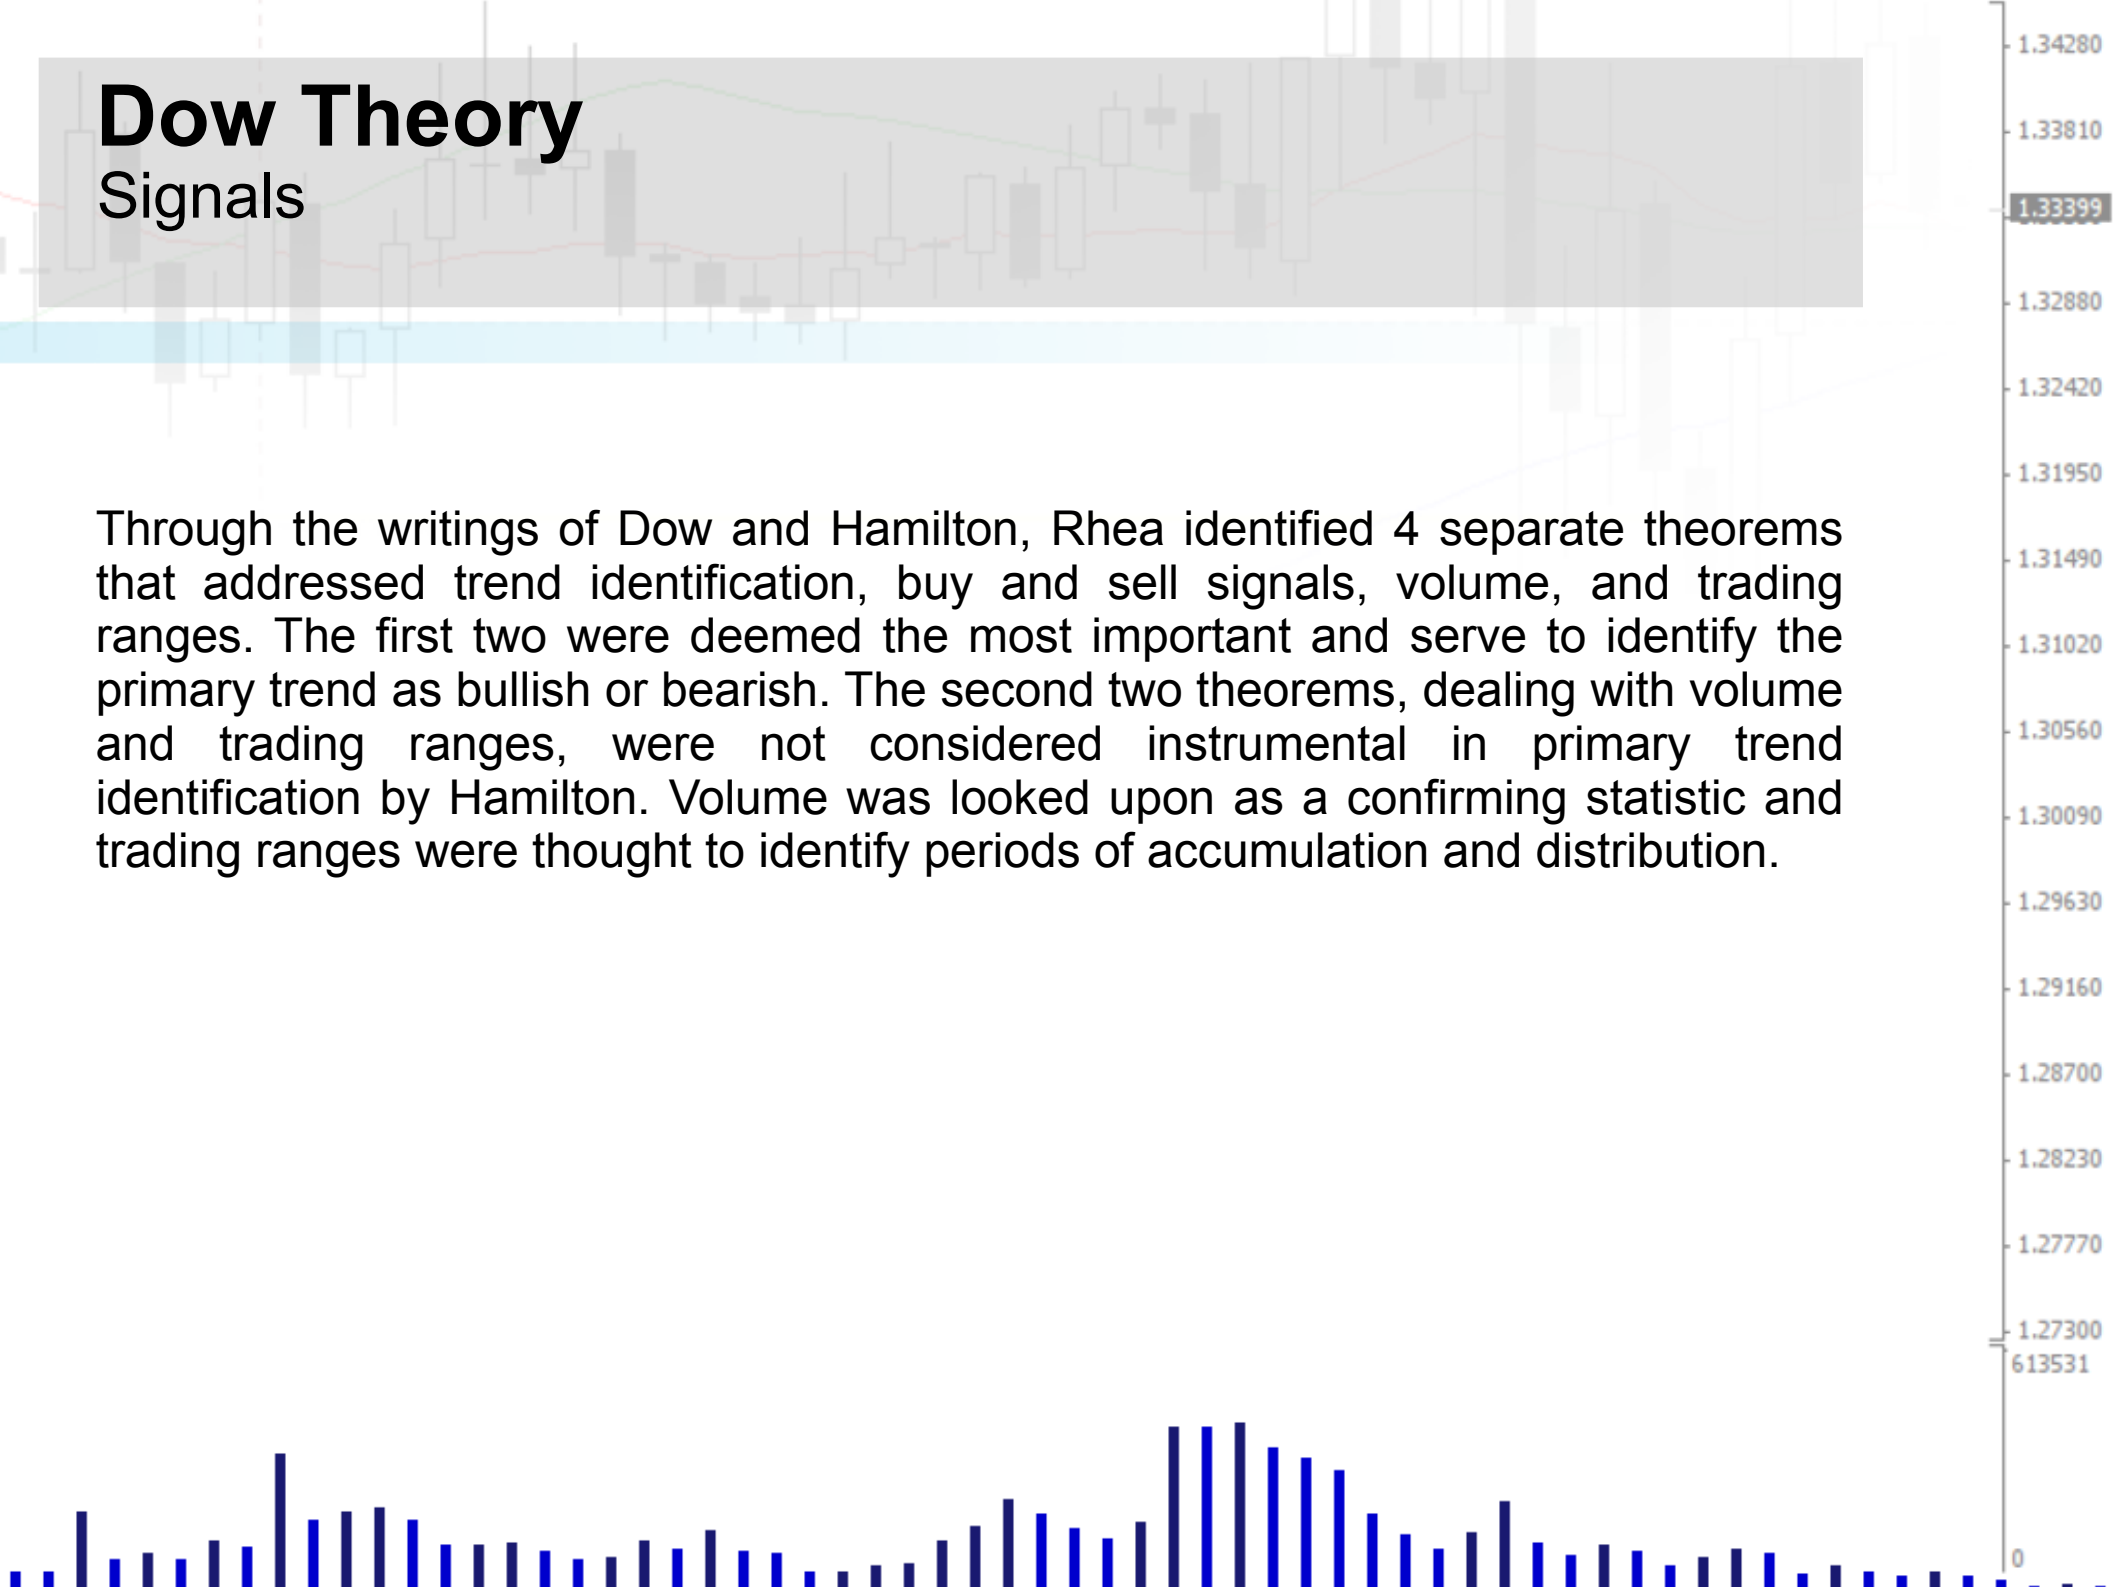 Dow Theory
Signals
Through the writings of Dow and Hamilton, Rhea identified 4 separate theorems
that addressed trend identification, buy and sell signals, volume, and trading
ranges. The first two were deemed the most important and serve to identify the
primary trend as bullish or bearish. The second two theorems, dealing with volume
and trading ranges, were not considered instrumental in primary trend
identification by Hamilton. Volume was looked upon as a confirming statistic and
trading ranges were thought to identify periods of accumulation and distribution.
1.34280
1.33810
1.33399
1.32880
1.32420
1.31950
1.31490
1.31020
1.30560
1.30090
1.29630
1.29160
1.28700
1.28230
1.27770
1.27300
613531
0